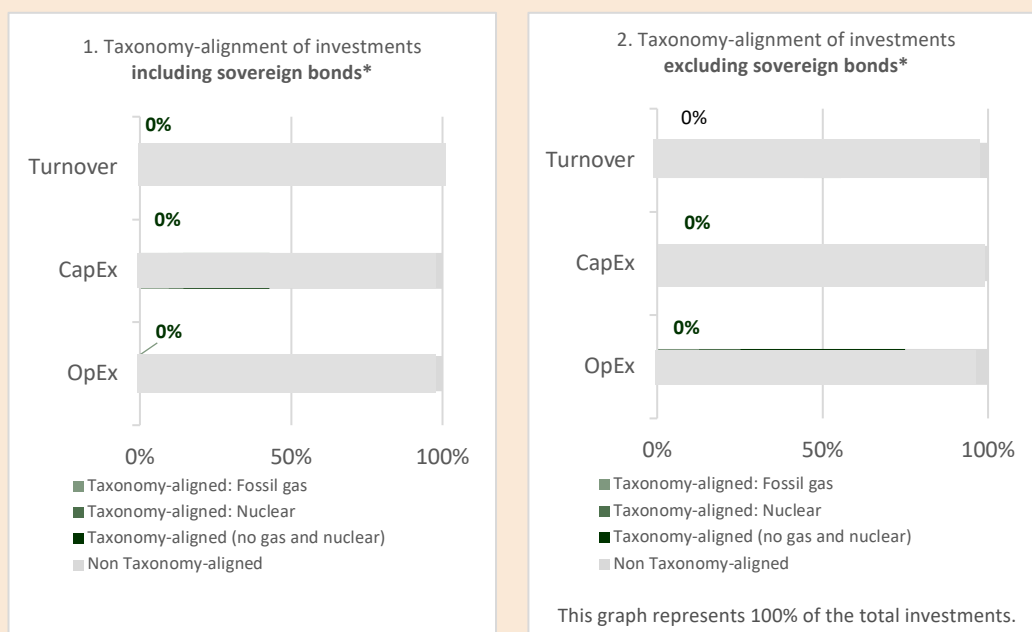 1. Taxonomy-alignment of investments
including sovereign bonds*
0%
Turnover
0%
CapEx
0%
OpEx
0%
50%
100%
Taxonomy-aligned: Fossil gas
Taxonomy-aligned: Nuclear
Taxonomy-aligned (no gas and nuclear)
Non Taxonomy-aligned
2. Taxonomy-alignment of investments
excluding sovereign bonds*
0%
Turnover
0%
CapEx
0%
OpEx
0%
50%
100%
Taxonomy-aligned: Fossil gas
Taxonomy-aligned: Nuclear
Taxonomy-aligned (no gas and nuclear)
Non Taxonomy-aligned
This graph represents 100% of the total investments.